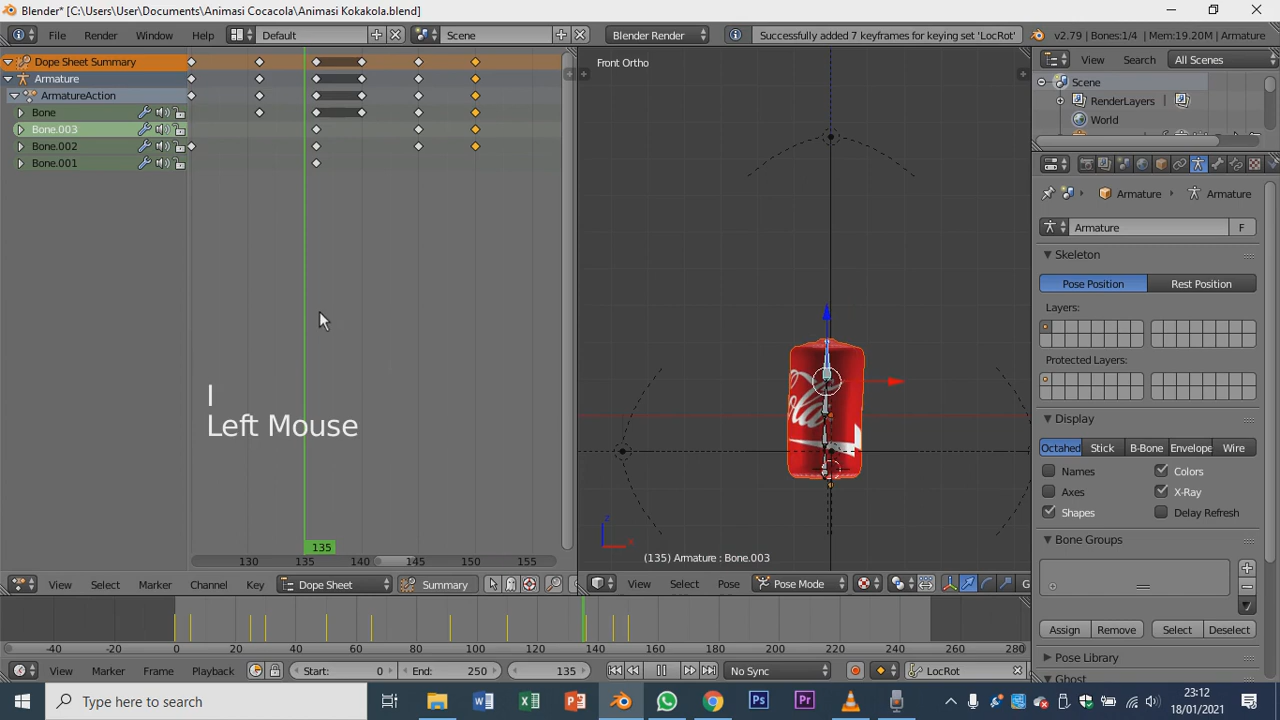 Blender* [C:\Users\User\Documents\Animasi Cocacola\Animasi Kokakola.blend]
File Render Window Help Default Scene Blender Render Successfully added 7 keyframes for keying set 'LocRot' v2.79 | Bones:1/4 | Mem:19.20M | Armature
Dope Sheet Summary
Armature
ArmatureAction
Bone
Bone.003
Bone.002
Bone.001
I
Left Mouse
135
130 135 140 145 150 155
View Select Marker Channel Key Dope Sheet Summary
Front Ortho
(135) Armature : Bone.003
View Select Pose Pose Mode G
View Search All Scenes
Scene
RenderLayers
World
Armature Armature
Armature F
Skeleton
Pose Position Rest Position
Layers:
Protected Layers:
Display
Octahed Stick B-Bone Envelope Wire
Names Colors
Axes X-Ray
Shapes Delay Refresh
Bone Groups
Assign Remove Select Deselect
Pose Library
Ghost
-40 -20 0 20 40 60 80 100 120 140 160 180 200 220 240 260 280
View Marker Frame Playback Start: 0 End: 250 135 No Sync LocRot
Type here to search
23:12
18/01/2021